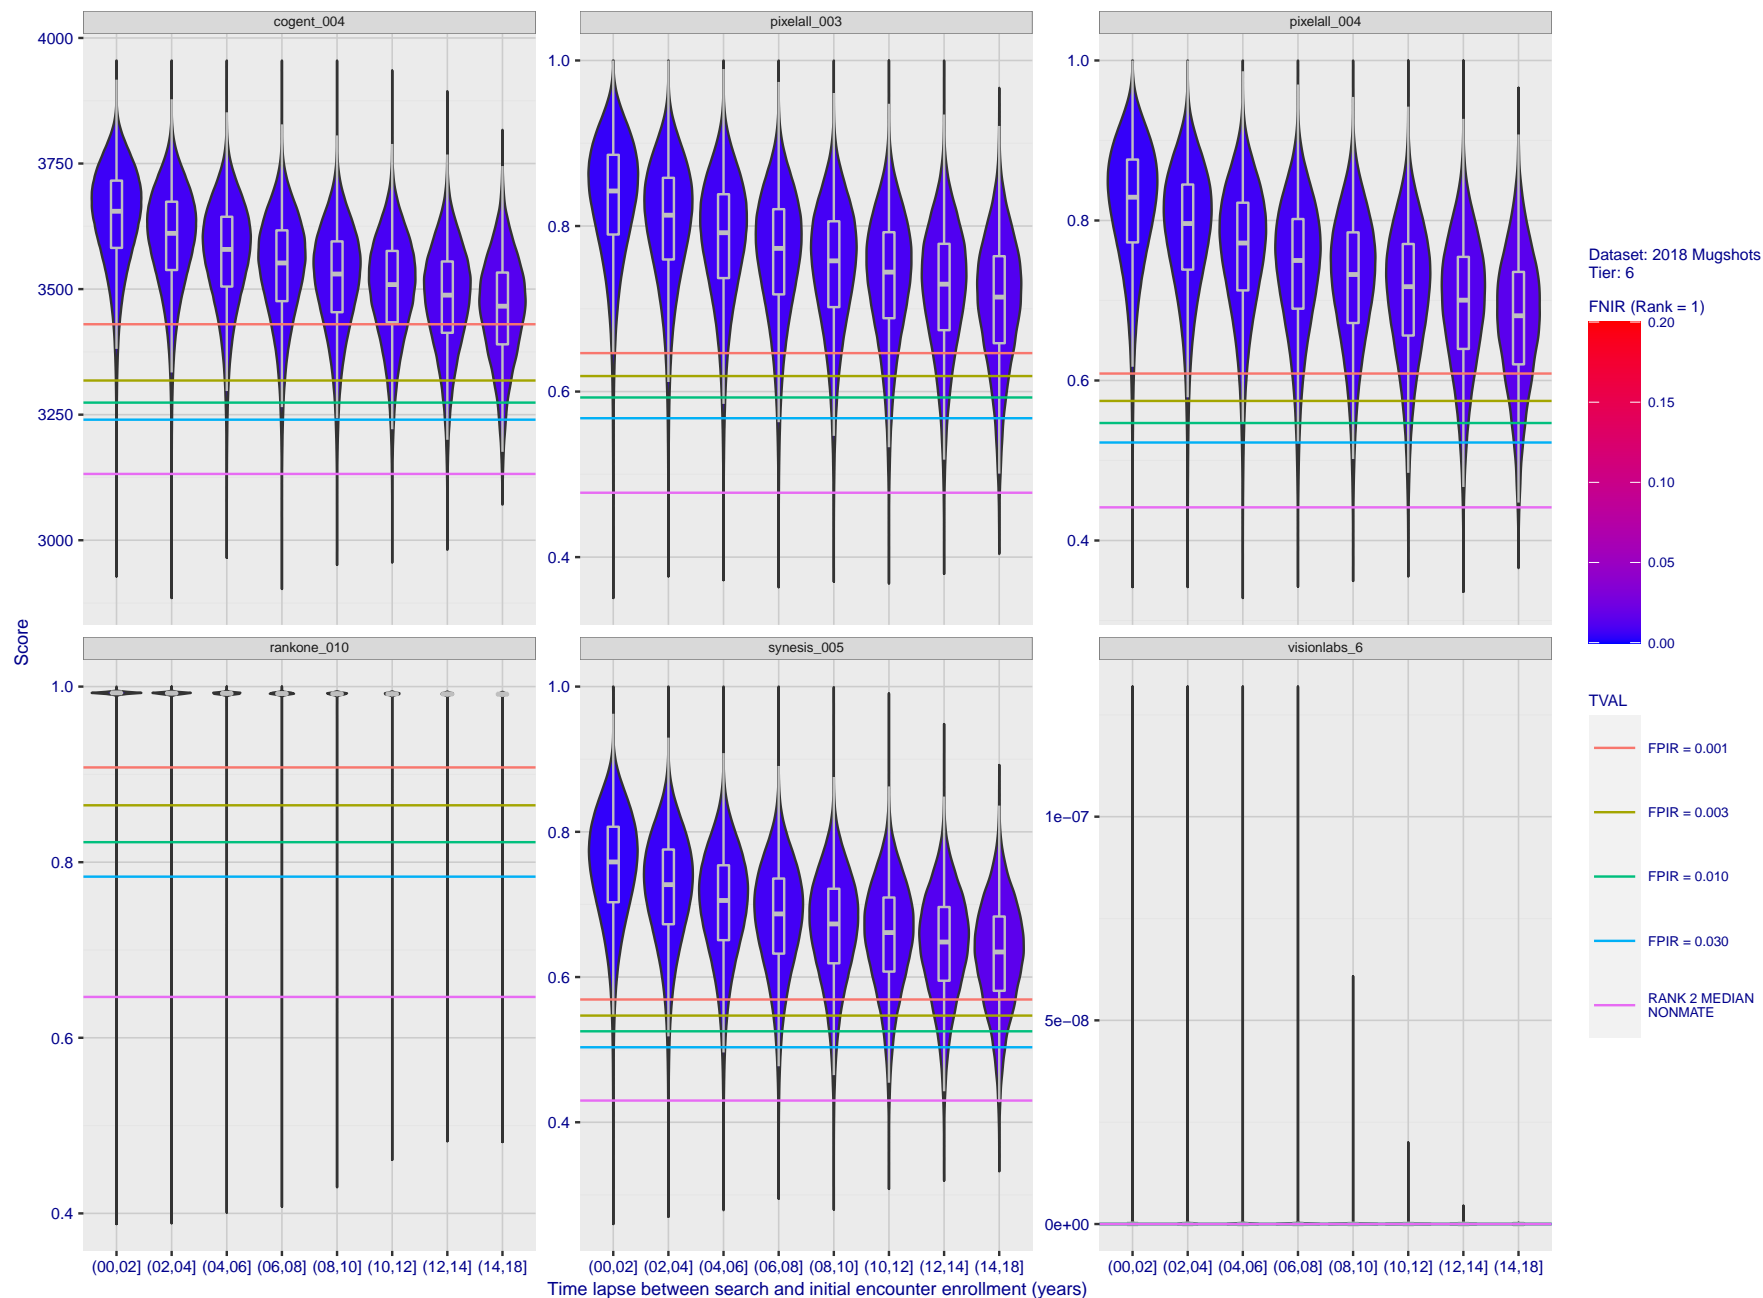 cogent_004
pixelall_003
pixelall_004
4000
3750
3500
3250
3000
1.0
0.8
0.6
0.4
1.0
0.8
0.6
0.4
Score
rankone_010
synesis_005
visionlabs_6
1.0
0.8
0.6
0.4
1.0
0.8
0.6
0.4
1e−07
5e−08
0e+00
(00,02] (02,04] (04,06] (06,08] (08,10] (10,12] (12,14] (14,18]
(00,02] (02,04] (04,06] (06,08] (08,10] (10,12] (12,14] (14,18]
(00,02] (02,04] (04,06] (06,08] (08,10] (10,12] (12,14] (14,18]
Time lapse between search and initial encounter enrollment (years)
Dataset: 2018 Mugshots
Tier: 6
FNIR (Rank = 1)
0.20
0.15
0.10
0.05
0.00
TVAL
FPIR = 0.001
FPIR = 0.003
FPIR = 0.010
FPIR = 0.030
RANK 2 MEDIAN
NONMATE